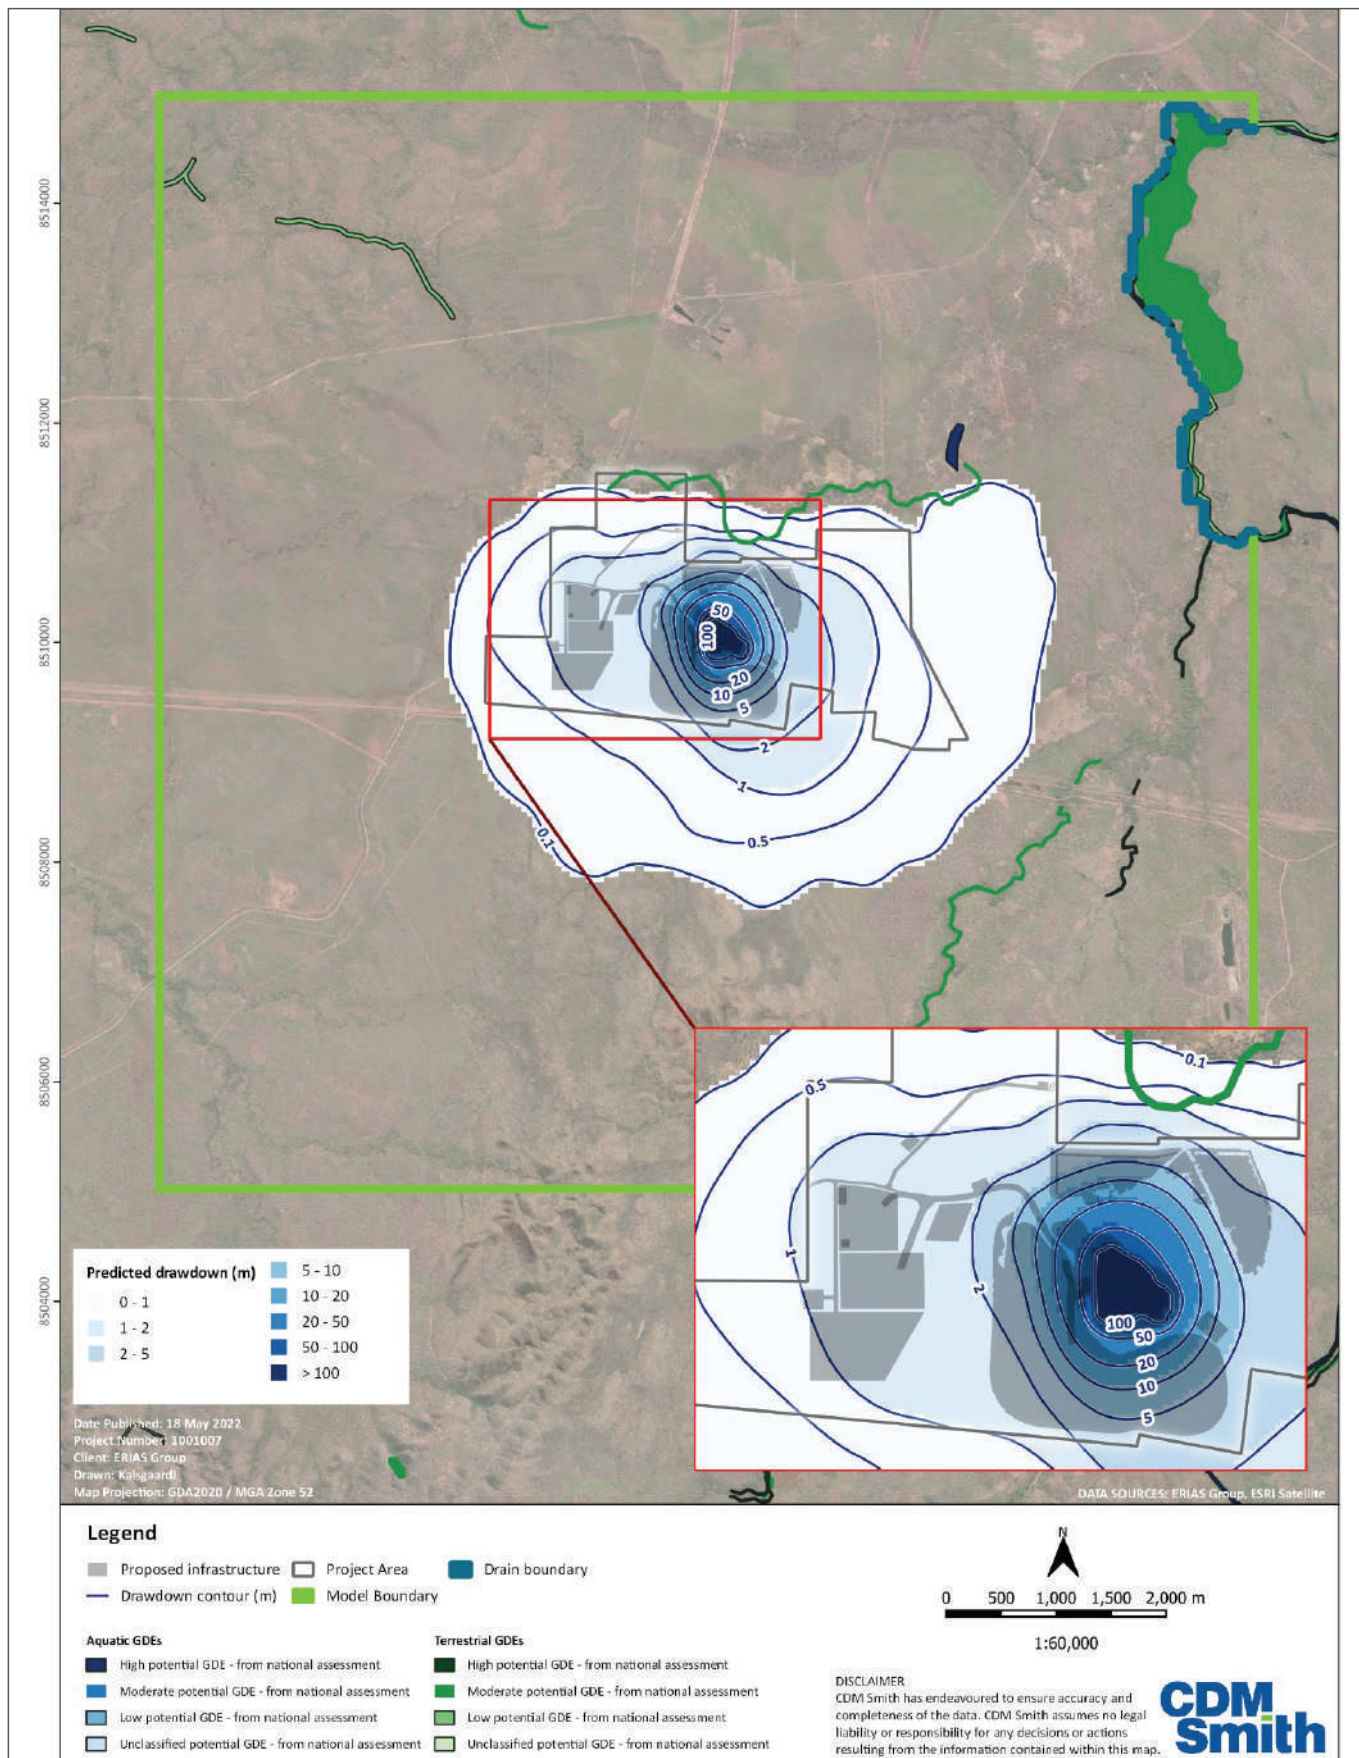 8514000
8512000
8510000
8508000
8506000
8504000
50
100
20
10
5
2
1
0.5
0.1
0.1
0.5
1
2
100
50
20
10
5
Predicted drawdown (m)
0 - 1
1 - 2
2 - 5
5 - 10
10 - 20
20 - 50
50 - 100
> 100
Date Published: 18 May 2022
Project Number: 1001007
Client: ERIAS Group
Drawn: Kalsgaardl
Map Projection: GDA2020 / MGA Zone 52
DATA SOURCES: ERIAS Group, ESRI Satellite
Legend
Proposed infrastructure
Project Area
Drain boundary
Drawdown contour (m)
Model Boundary
Aquatic GDEs
High potential GDE - from national assessment
Moderate potential GDE - from national assessment
Low potential GDE - from national assessment
Unclassified potential GDE - from national assessment
Terrestrial GDEs
High potential GDE - from national assessment
Moderate potential GDE - from national assessment
Low potential GDE - from national assessment
Unclassified potential GDE - from national assessment
N
0 500 1,000 1,500 2,000 m
1:60,000
DISCLAIMER
CDM Smith has endeavoured to ensure accuracy and
completeness of the data. CDM Smith assumes no legal
liability or responsibility for any decisions or actions
resulting from the information contained within this map.
CDM
Smith